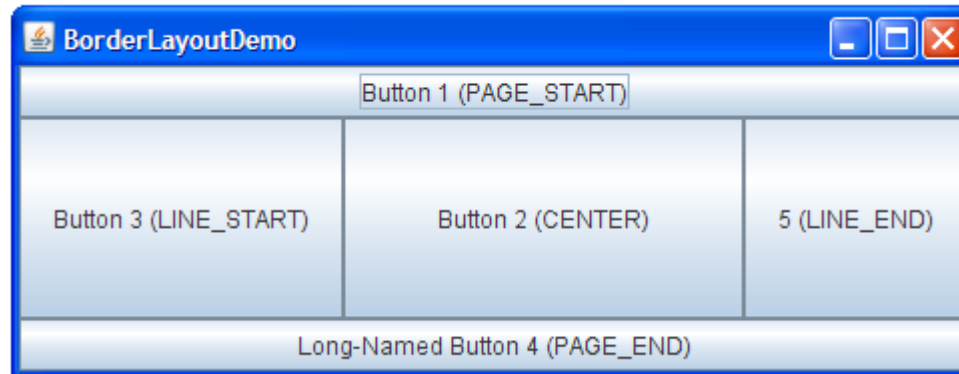 BorderLayoutDemo
Button 1 (PAGE_START)
Button 3 (LINE_START)
Button 2 (CENTER)
5 (LINE_END)
Long-Named Button 4 (PAGE_END)